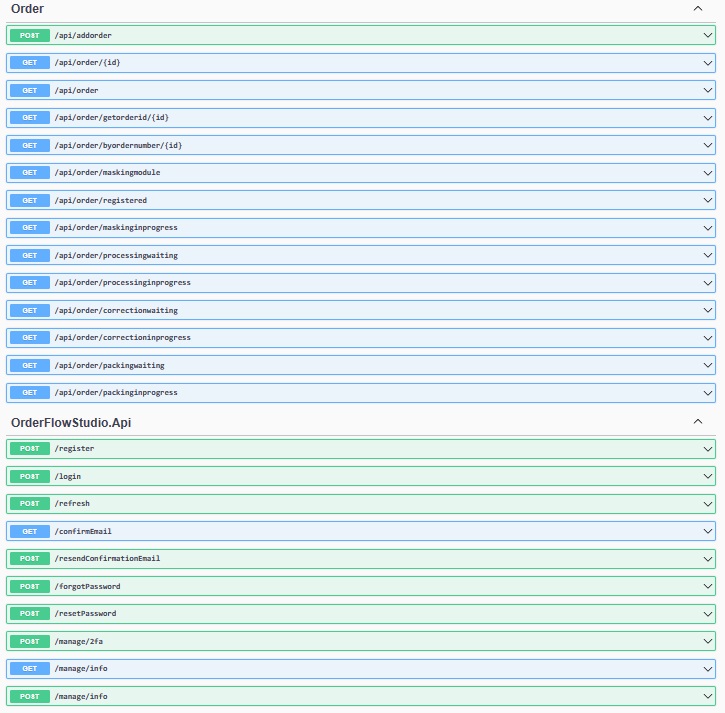 Order
POST /api/addorder
GET /api/order/{id}
GET /api/order
GET /api/order/getorderid/{id}
GET /api/order/byordernumber/{id}
GET /api/order/maskingmodule
GET /api/order/registered
GET /api/order/maskinginprogress
GET /api/order/processingwaiting
GET /api/order/processinginprogress
GET /api/order/correctionwaiting
GET /api/order/correctioninprogress
GET /api/order/packingwaiting
GET /api/order/packinginprogress
OrderFlowStudio.Api
POST /register
POST /login
POST /refresh
GET /confirmEmail
POST /resendConfirmationEmail
POST /forgotPassword
POST /resetPassword
POST /manage/2fa
GET /manage/info
POST /manage/info